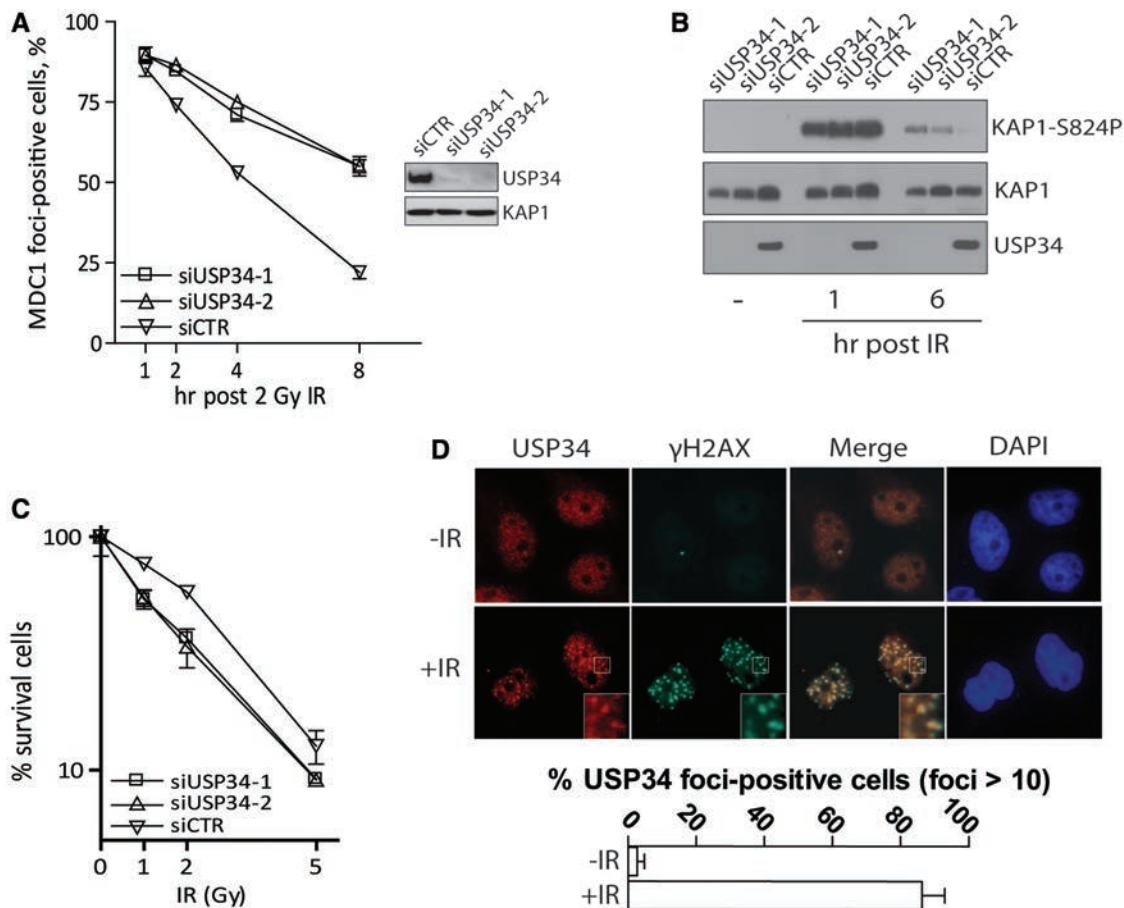 A
MDC1 foci-positive cells, %
100
75
50
25
0
siUSP34-1
siUSP34-2
siCTR
1 2 4 8
hr post 2 Gy IR
siCTR siUSP34-1 siUSP34-2
USP34
KAP1
B
siUSP34-1 siUSP34-2 siCTR siUSP34-1 siUSP34-2 siCTR siUSP34-1 siUSP34-2 siCTR
KAP1-S824P
KAP1
USP34
- 1 6
hr post IR
C
% survival cells
100
10
siUSP34-1
siUSP34-2
siCTR
0 1 2 5
IR (Gy)
D
USP34 γH2AX Merge DAPI
-IR
+IR
% USP34 foci-positive cells (foci > 10)
0 20 40 60 80 100
-IR
+IR